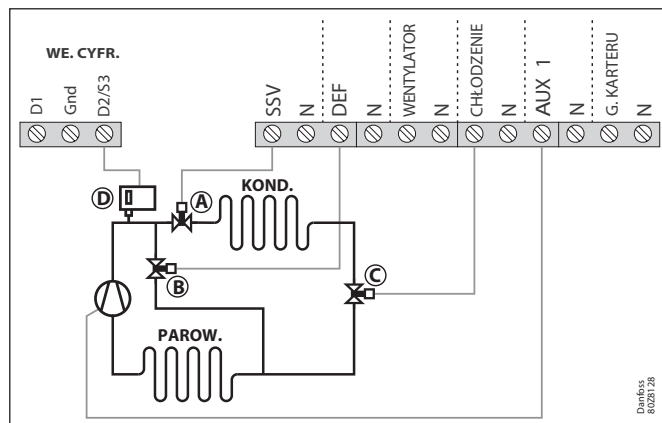 WE. CYFR.
D1
Gnd
D2/S3
SSV
N
DEF
N
WENTYLATOR
N
CHŁODZENIE
N
AUX 1
N
G. KARTERU
N
D
A
KOND.
B
C
PAROW.
Danfoss
80Z8128